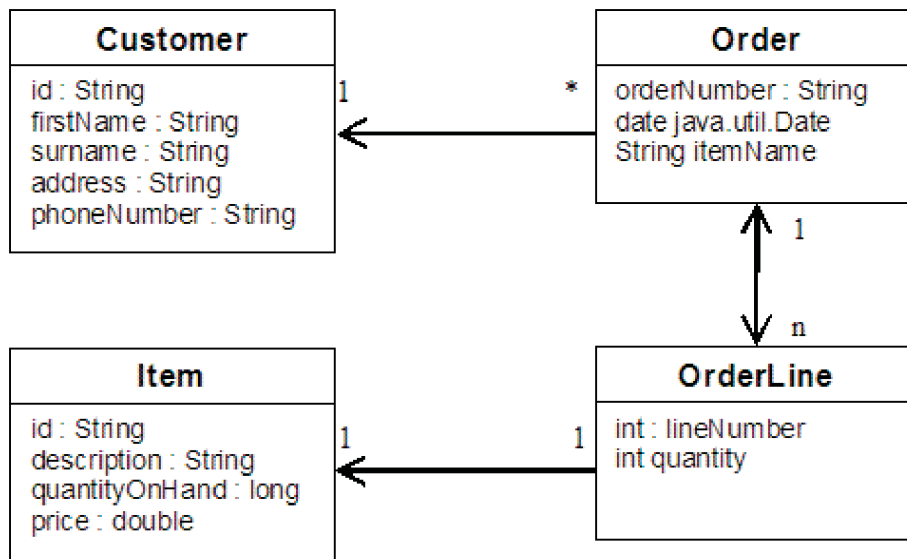 Customer
id : String
firstName : String
surname : String
address : String
phoneNumber : String
1
*
Order
orderNumber : String
date java.util.Date
String itemName
1
n
Item
id : String
description : String
quantityOnHand : long
price : double
1
1
OrderLine
int : lineNumber
int quantity